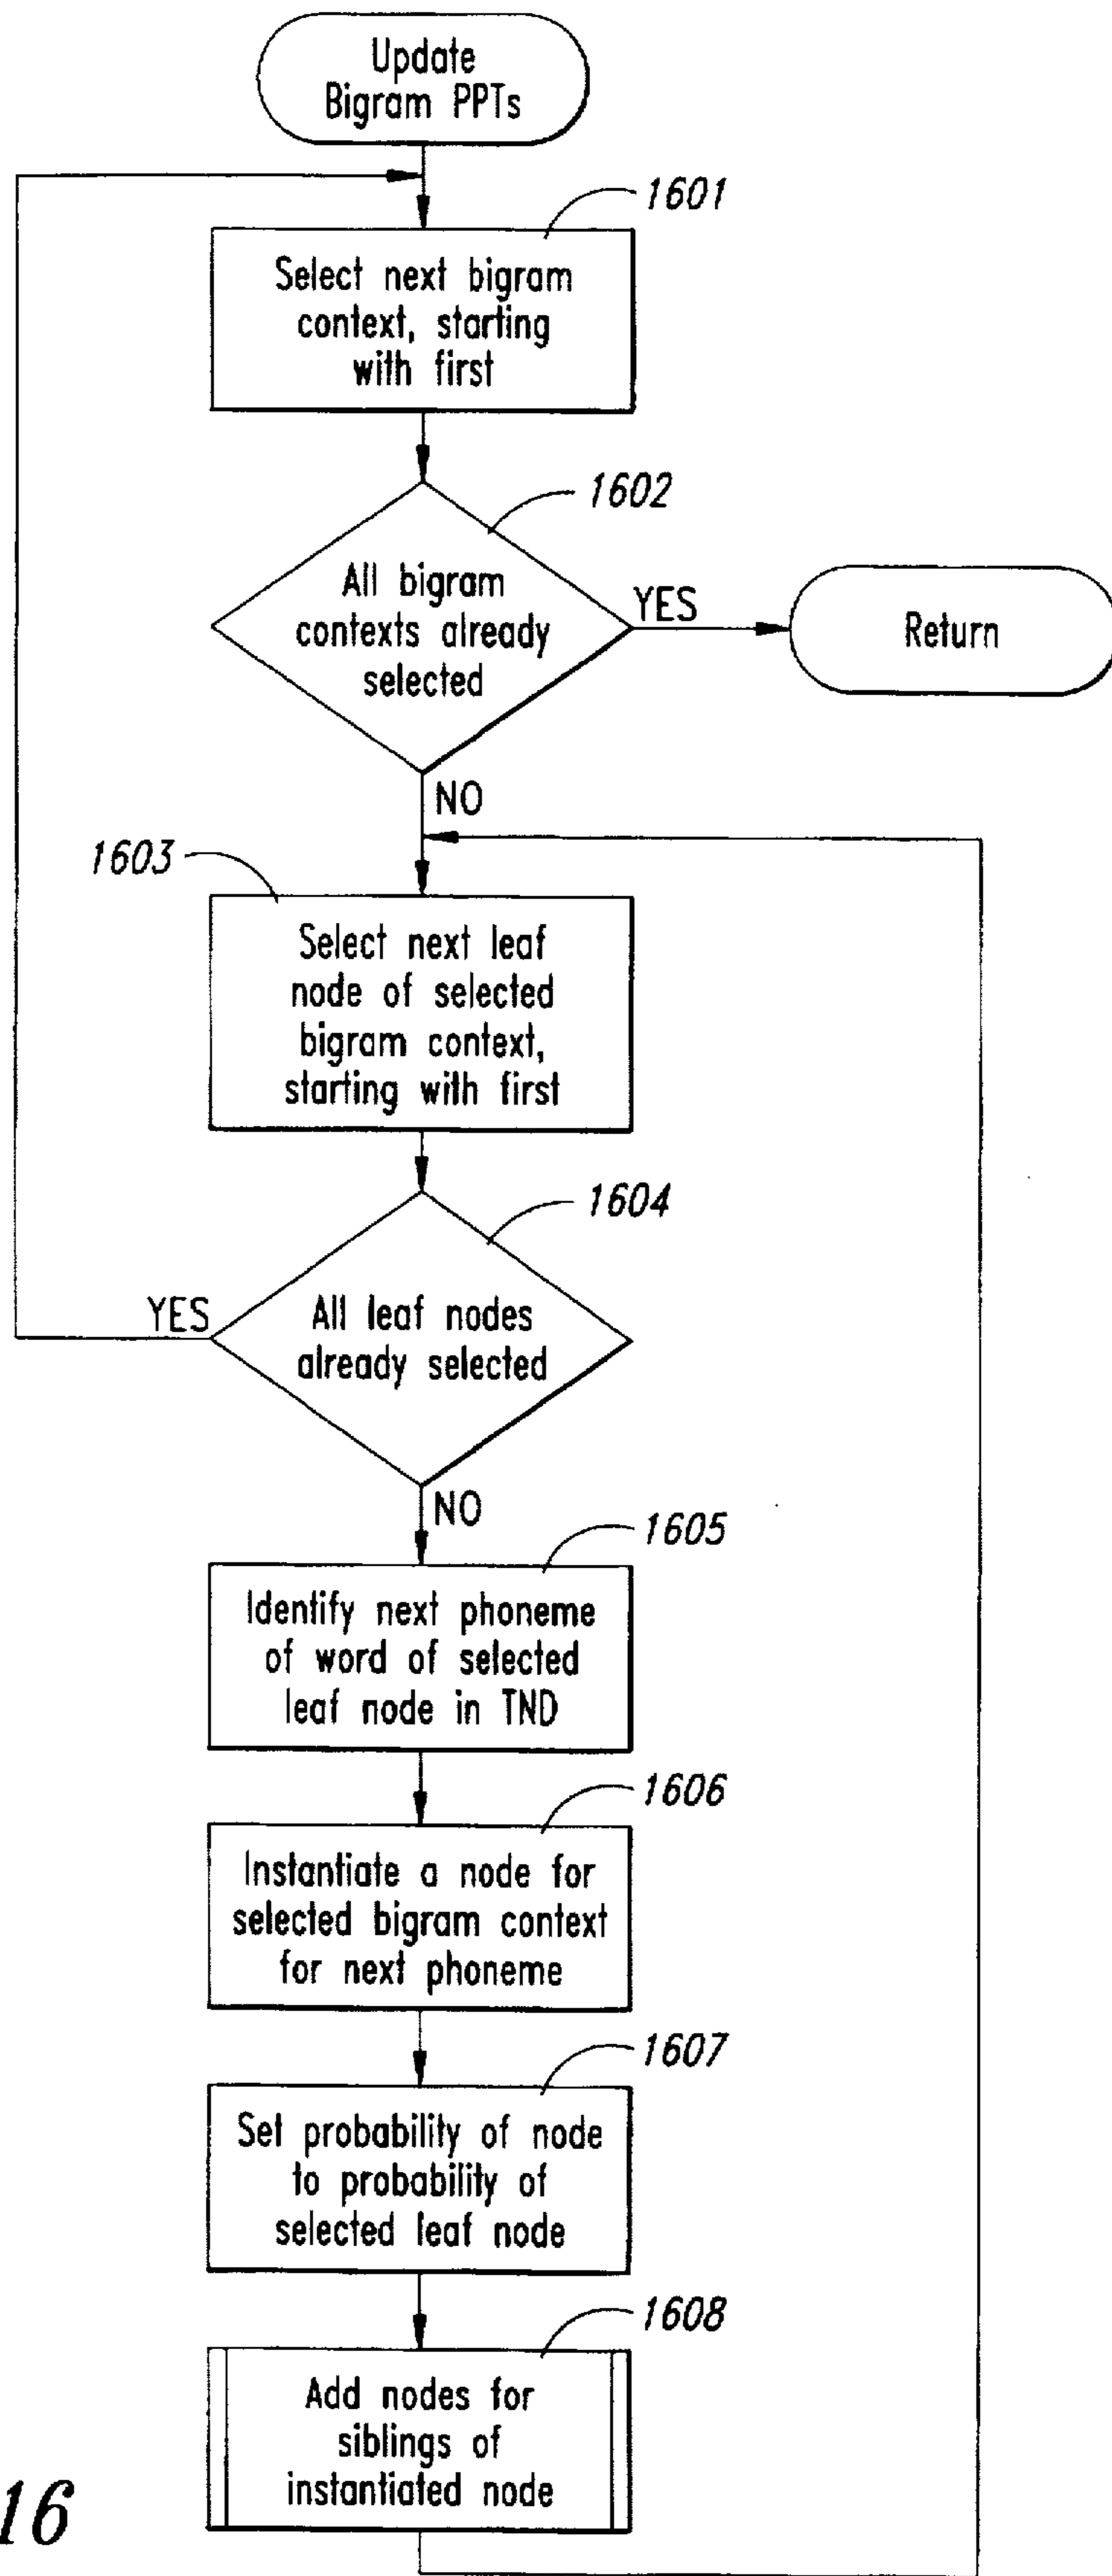 Update
Bigram PPTs
1601
Select next bigram
context, starting
with first
1602
All bigram
contexts already
selected
YES
Return
NO
1603
Select next leaf
node of selected
bigram context,
starting with first
1604
YES
All leaf nodes
already selected
NO
1605
Identify next phoneme
of word of selected
leaf node in TND
1606
Instantiate a node for
selected bigram context
for next phoneme
1607
Set probability of node
to probability of
selected leaf node
1608
Add nodes for
siblings of
instantiated node
16